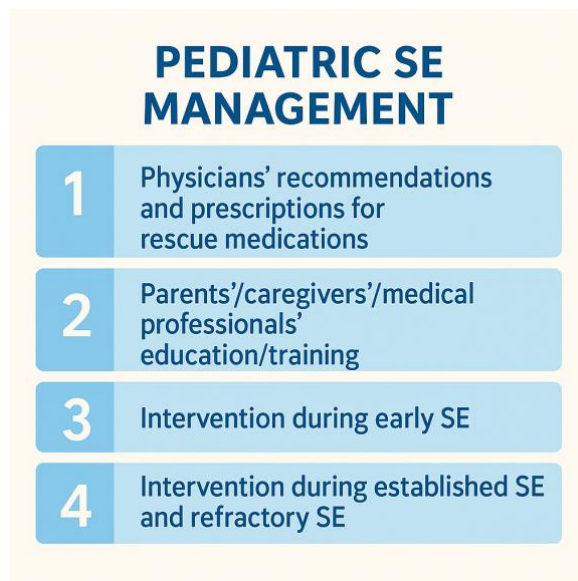 PEDIATRIC SE
MANAGEMENT
1
Physicians’ recommendations
and prescriptions for
rescue medications
2
Parents’/caregivers’/medical
professionals’
education/training
3
Intervention during early SE
4
Intervention during established SE
and refractory SE